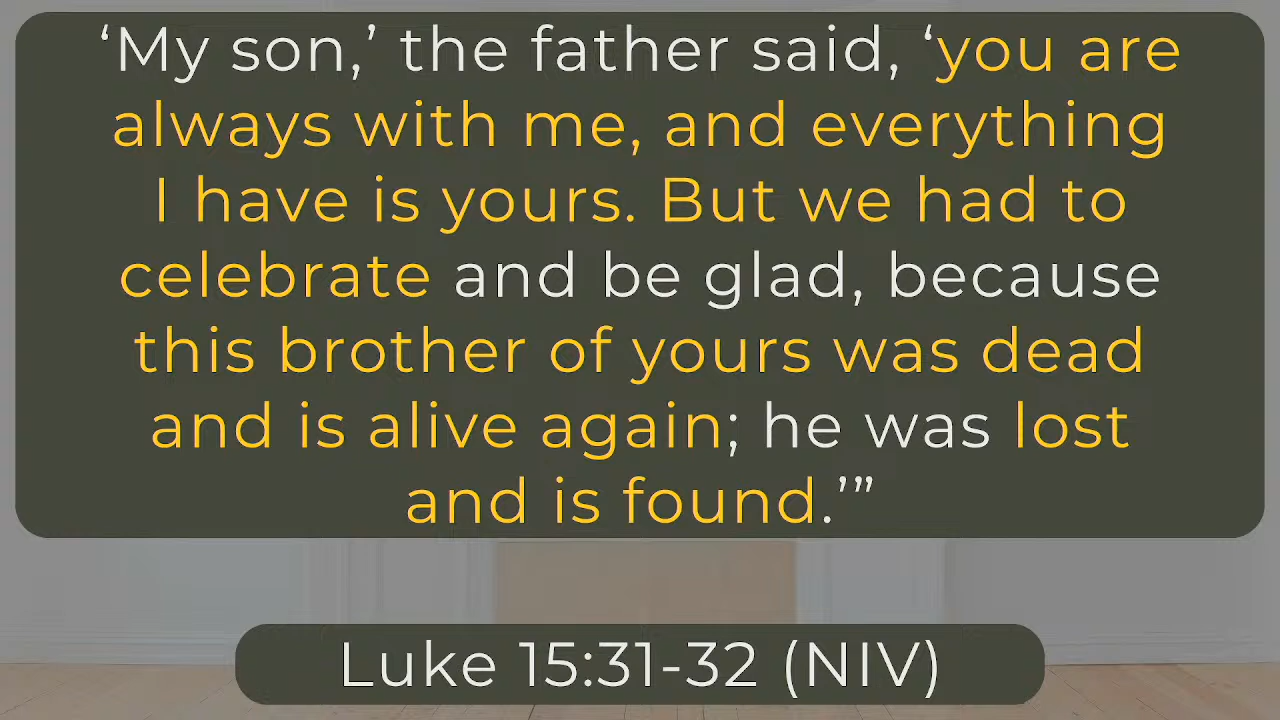 ‘My son,’ the father said, ‘you are
always with me, and everything
I have is yours. But we had to
celebrate and be glad, because
this brother of yours was dead
and is alive again; he was lost
and is found.’”
Luke 15:31-32 (NIV)